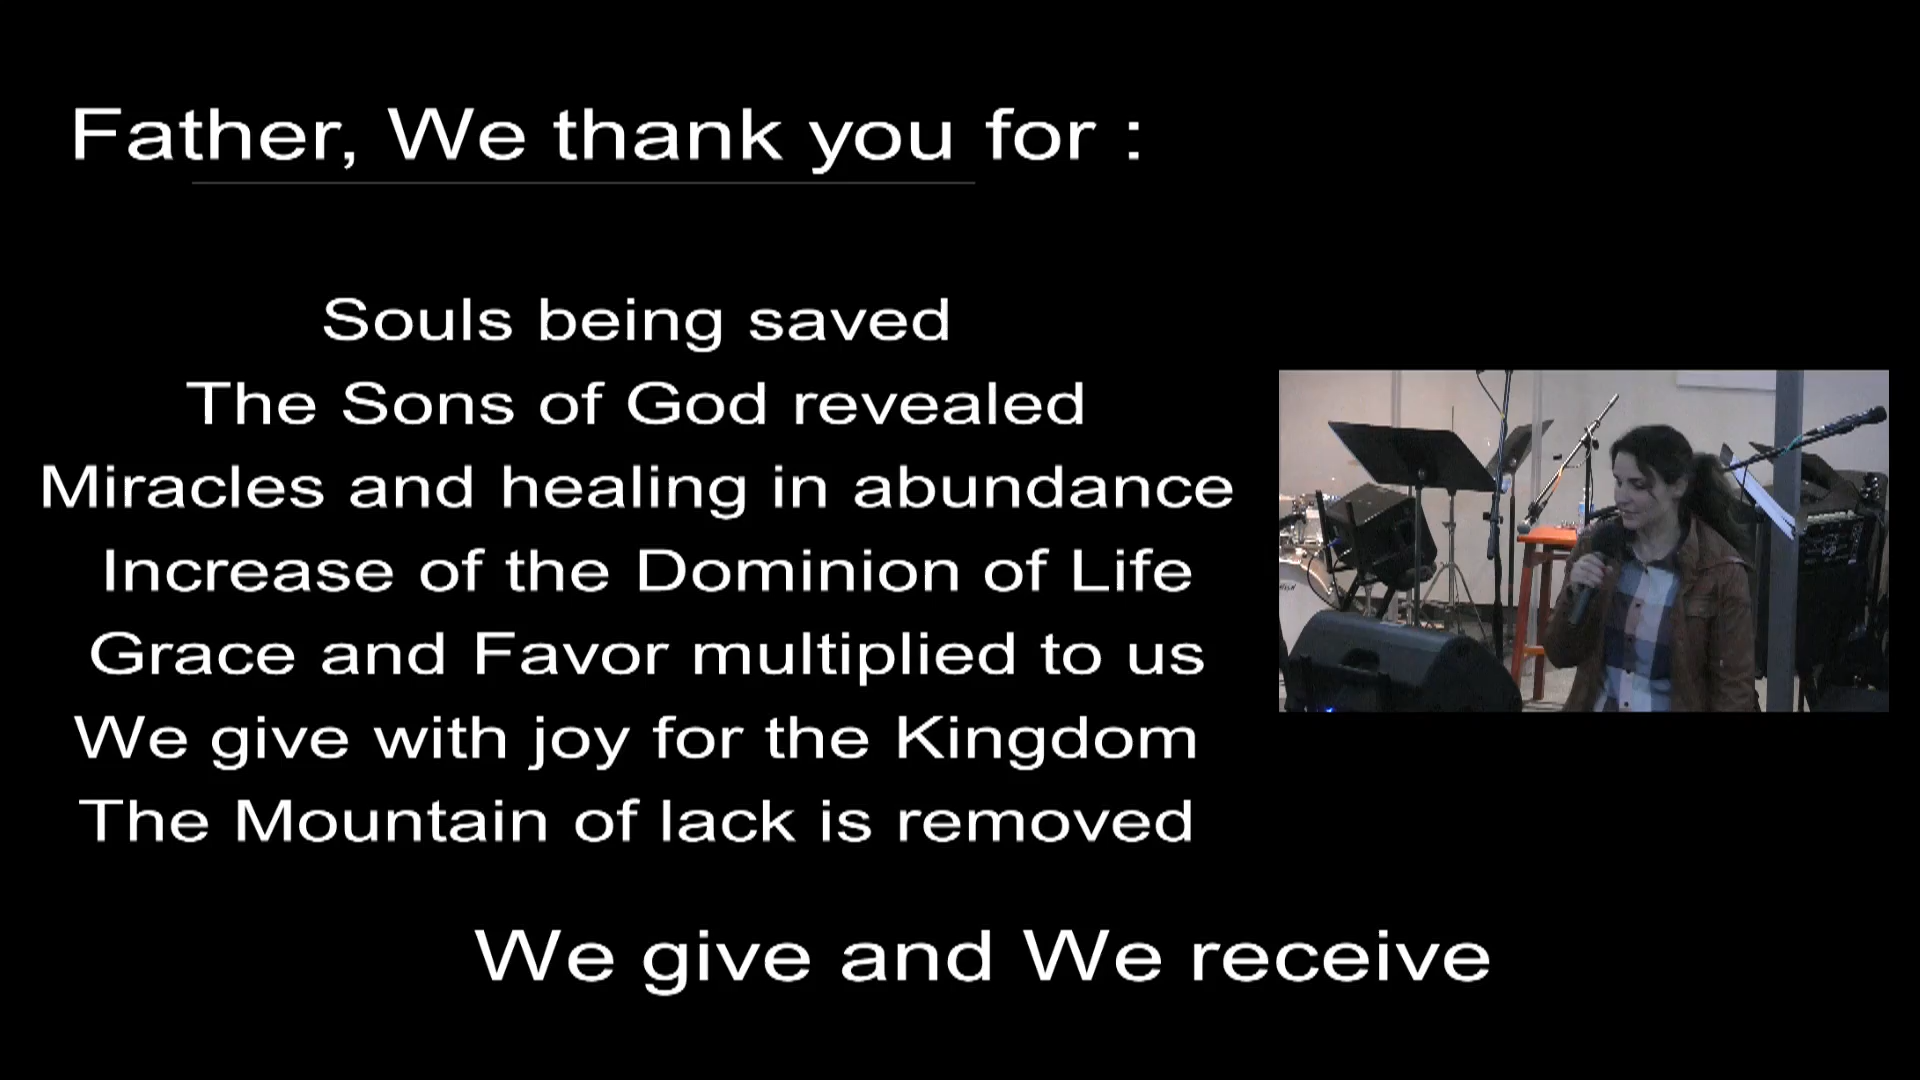 Father, We thank you for :
Souls being saved
The Sons of God revealed
Miracles and healing in abundance
Increase of the Dominion of Life
Grace and Favor multiplied to us
We give with joy for the Kingdom
The Mountain of lack is removed
We give and We receive